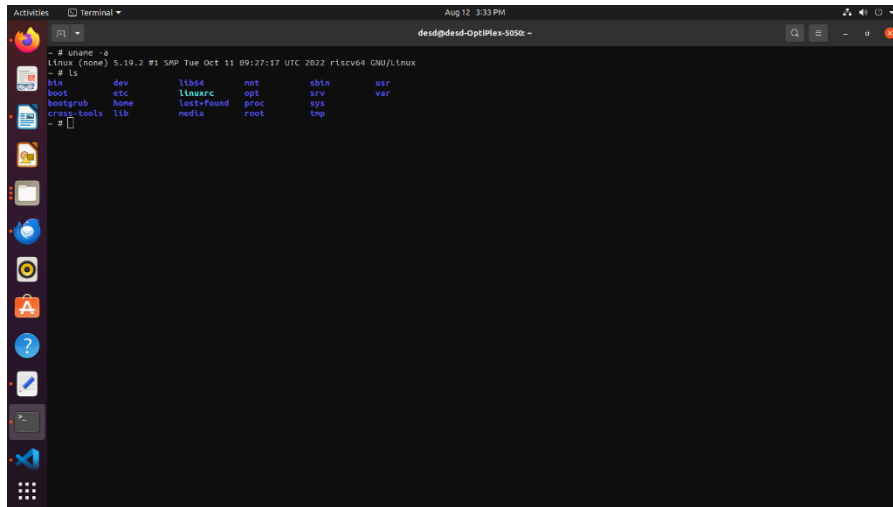 Activities Terminal Aug 12 3:33 PM
desd@desd-OptiPlex-5050: ~
~ # uname -a
Linux (none) 5.19.2 #1 SMP Tue Oct 11 09:27:17 UTC 2022 riscv64 GNU/Linux
~ # ls
bin dev lib64 mnt sbin usr
boot etc linuxrc opt srv var
bootgrub home lost+found proc sys
cross-tools lib media root tmp
~ #